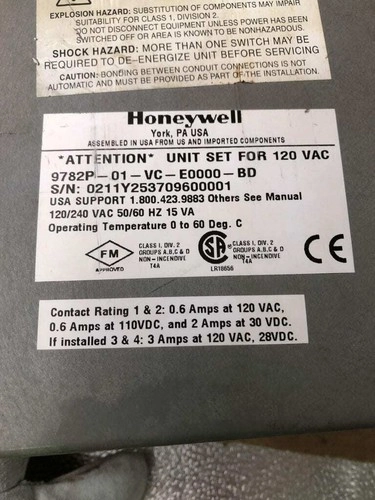 EXPLOSION HAZARD: SUBSTITUTION OF COMPONENTS MAY IMPAIR
SUITABILITY FOR CLASS 1, DIVISION 2.
DO NOT DISCONNECT EQUIPMENT UNLESS POWER HAS BEEN
SWITCHED OFF OR AREA IS KNOWN TO BE NONHAZARDOUS.
SHOCK HAZARD: MORE THAN ONE SWITCH MAY BE
REQUIRED TO DE-ENERGIZE UNIT BEFORE SERVICING
CAUTION: BONDING BETWEEN CONDUIT CONNECTIONS IS NOT
AUTOMATIC AND MUST BE PROVIDED AS PART OF THE INSTALLATION.
Honeywell
York, PA USA
ASSEMBLED IN USA FROM US AND IMPORTED COMPONENTS
*ATTENTION* UNIT SET FOR 120 VAC
9782P-01-VC-E0000-BD
S/N: 0211Y253709600001
USA SUPPORT 1.800.423.9883 Others See Manual
120/240 VAC 50/60 HZ 15 VA
Operating Temperature 0 to 60 Deg. C
FM
APPROVED
CLASS I, DIV. 2
GROUPS A,B,C & D
NON-INCENDIVE
T4A
SA
LR18656
CLASS I, DIV. 2
GROUPS A,B,C & D
NON-INCENDIVE
T4A
CE
Contact Rating 1 & 2: 0.6 Amps at 120 VAC,
0.6 Amps at 110VDC, and 2 Amps at 30 VDC.
If installed 3 & 4: 3 Amps at 120 VAC, 28VDC.